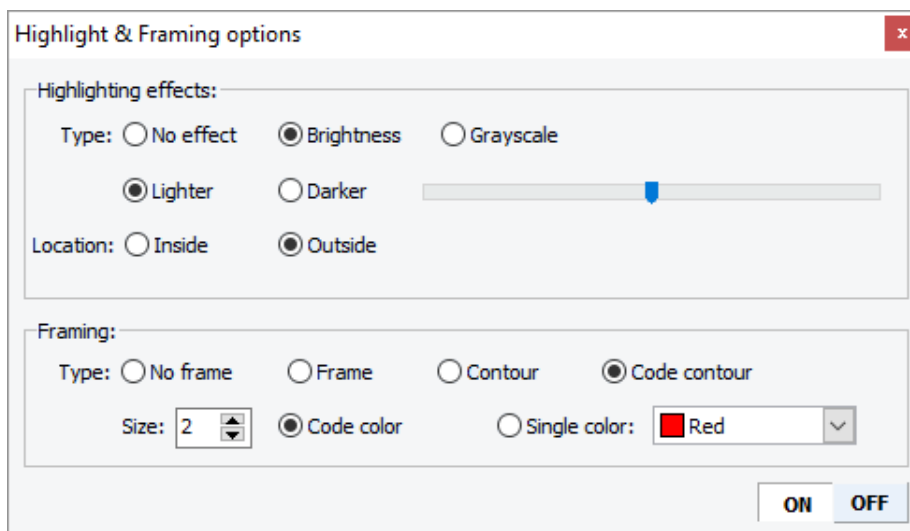 Highlight & Framing options
x
Highlighting effects:
Type: No effect Brightness Grayscale
Lighter Darker
Location: Inside Outside
Framing:
Type: No frame Frame Contour Code contour
Size: 2 Code color Single color: Red
ON OFF